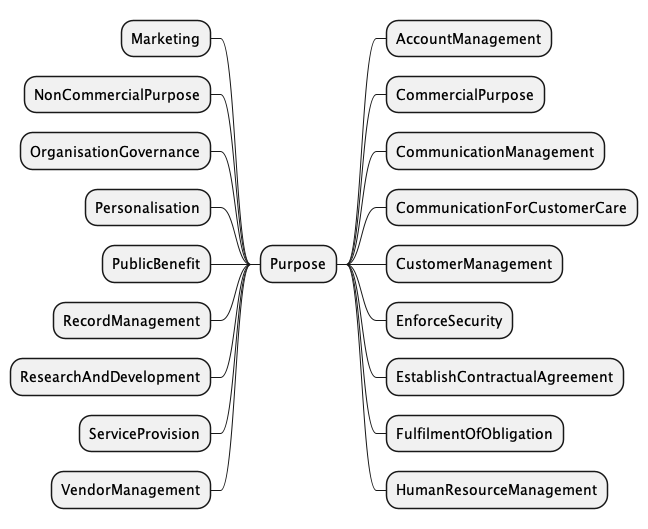 Marketing
NonCommercialPurpose
OrganisationGovernance
Personalisation
PublicBenefit
RecordManagement
ResearchAndDevelopment
ServiceProvision
VendorManagement
Purpose
AccountManagement
CommercialPurpose
CommunicationManagement
CommunicationForCustomerCare
CustomerManagement
EnforceSecurity
EstablishContractualAgreement
FulfilmentOfObligation
HumanResourceManagement